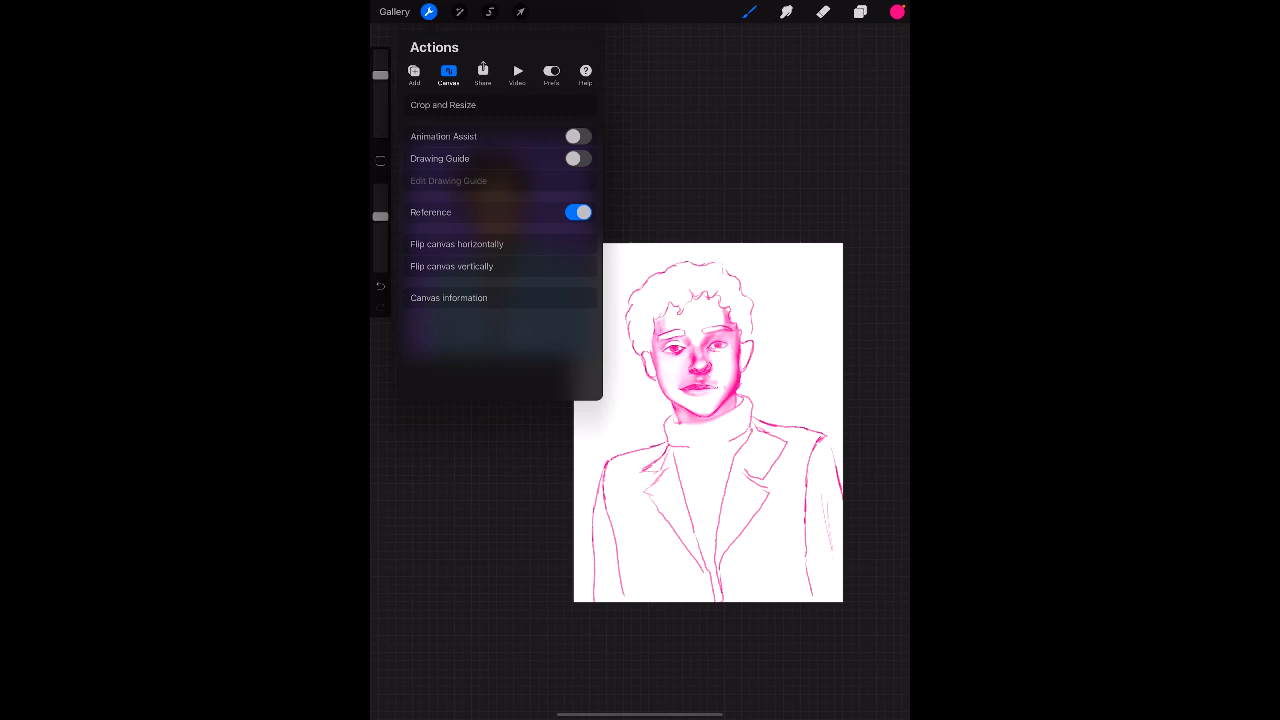 Gallery
Actions
Add Canvas Share Video Prefs Help
Crop and Resize
Animation Assist
Drawing Guide
Edit Drawing Guide
Reference
Flip canvas horizontally
Flip canvas vertically
Canvas information